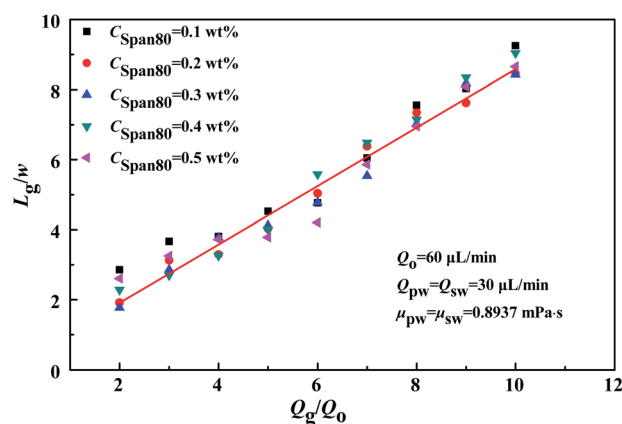 10
8
6
4
2
0
L_g/w
C_Span80=0.1 wt%
C_Span80=0.2 wt%
C_Span80=0.3 wt%
C_Span80=0.4 wt%
C_Span80=0.5 wt%
Q_o=60 μL/min
Q_pw=Q_sw=30 μL/min
μ_pw=μ_sw=0.8937 mPa·s
2 4 6 8 10 12
Q_g/Q_o